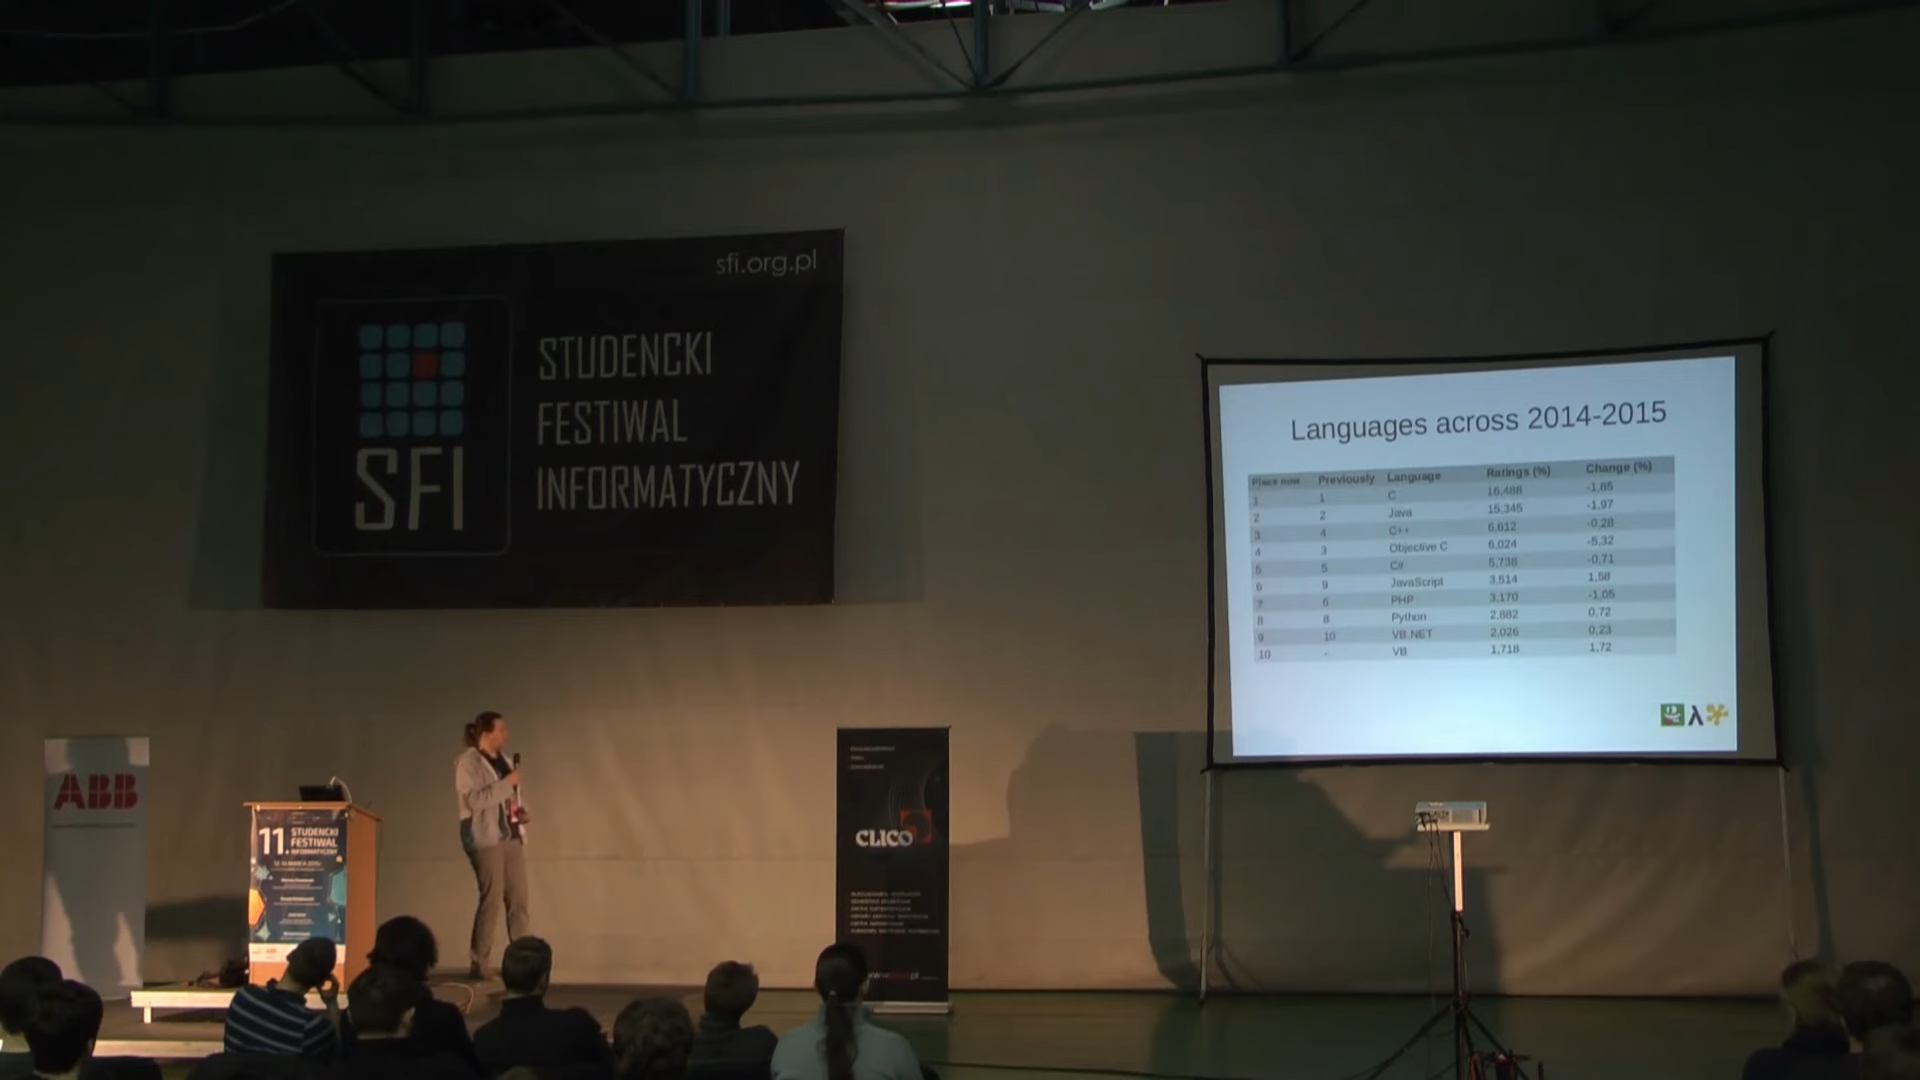 sfi.org.pl
STUDENCKI
FESTIWAL
INFORMATYCZNY
SFI
Languages across 2014-2015
Place now Previously Language Ratings (%) Change (%)
1 1 C 16,488 -1,85
2 2 Java 15,345 -1,97
3 4 C++ 6,612 -0,28
4 3 Objective C 6,024 -5,32
5 5 C# 5,738 -0,71
6 9 JavaScript 3,514 1,58
7 6 PHP 3,170 -1,05
8 8 Python 2,882 0,72
9 10 VB.NET 2,026 0,23
10 - VB 1,718 1,72
λ
ABB
11. STUDENCKI
FESTIWAL
INFORMATYCZNY
CLICO